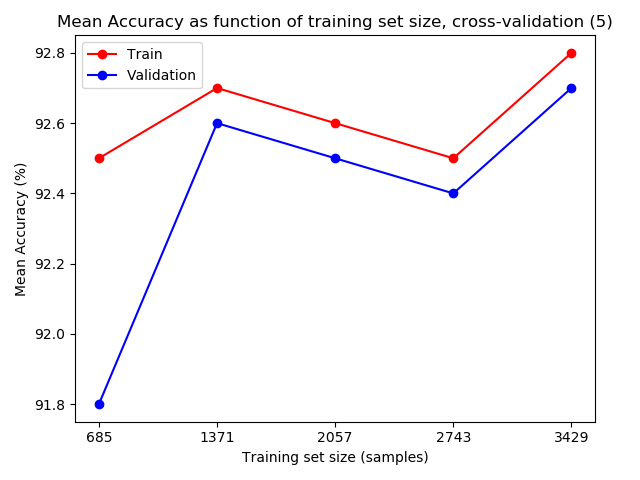 Mean Accuracy as function of training set size, cross-validation (5)
Train
Validation
Mean Accuracy (%)
92.8
92.6
92.4
92.2
92.0
91.8
685 1371 2057 2743 3429
Training set size (samples)